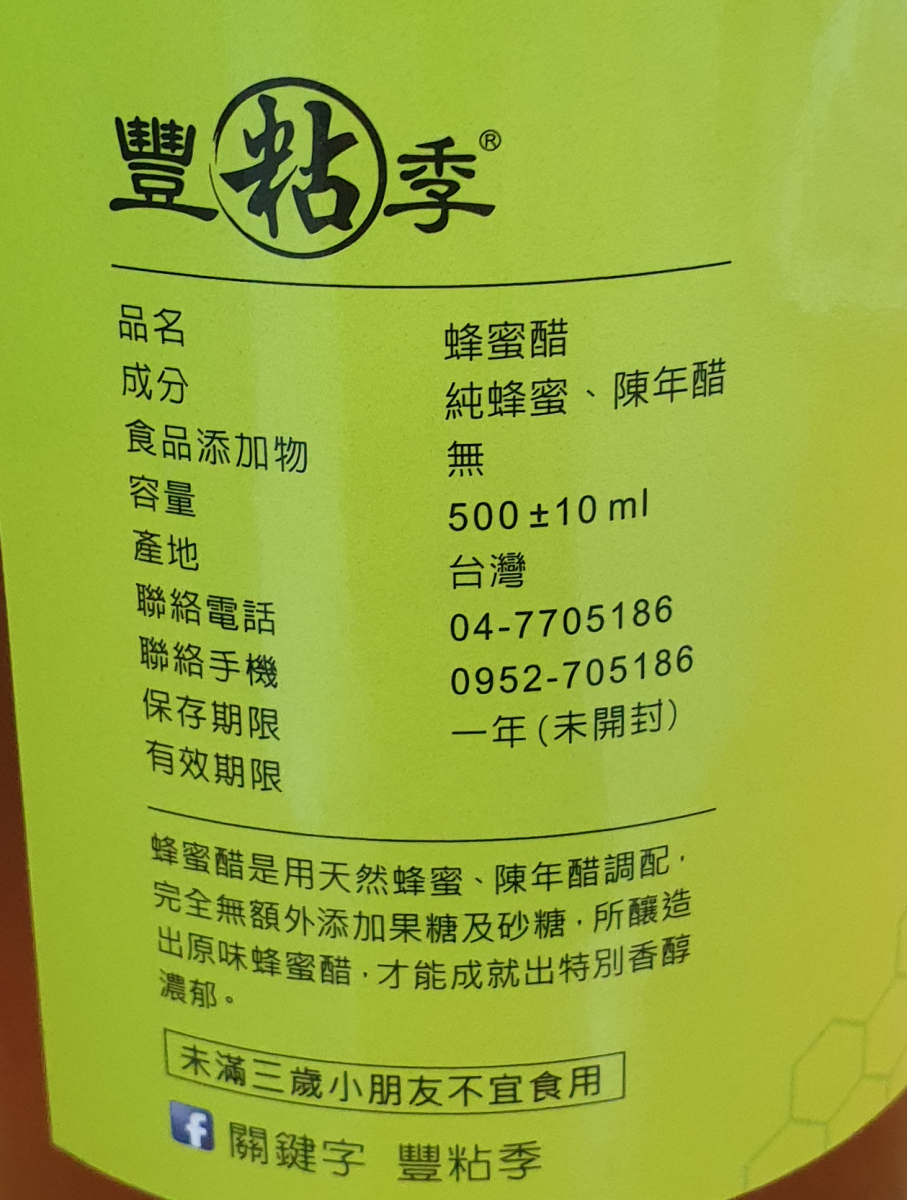 豐粘季®
品名 蜂蜜醋
成分 純蜂蜜、陳年醋
食品添加物 無
容量 500±10 ml
產地 台灣
聯絡電話 04-7705186
聯絡手機 0952-705186
保存期限 一年(未開封)
有效期限
蜂蜜醋是用天然蜂蜜、陳年醋調配，
完全無額外添加果糖及砂糖，所釀造
出原味蜂蜜醋，才能成就出特別香醇
濃郁。
未滿三歲小朋友不宜食用
f 關鍵字 豐粘季